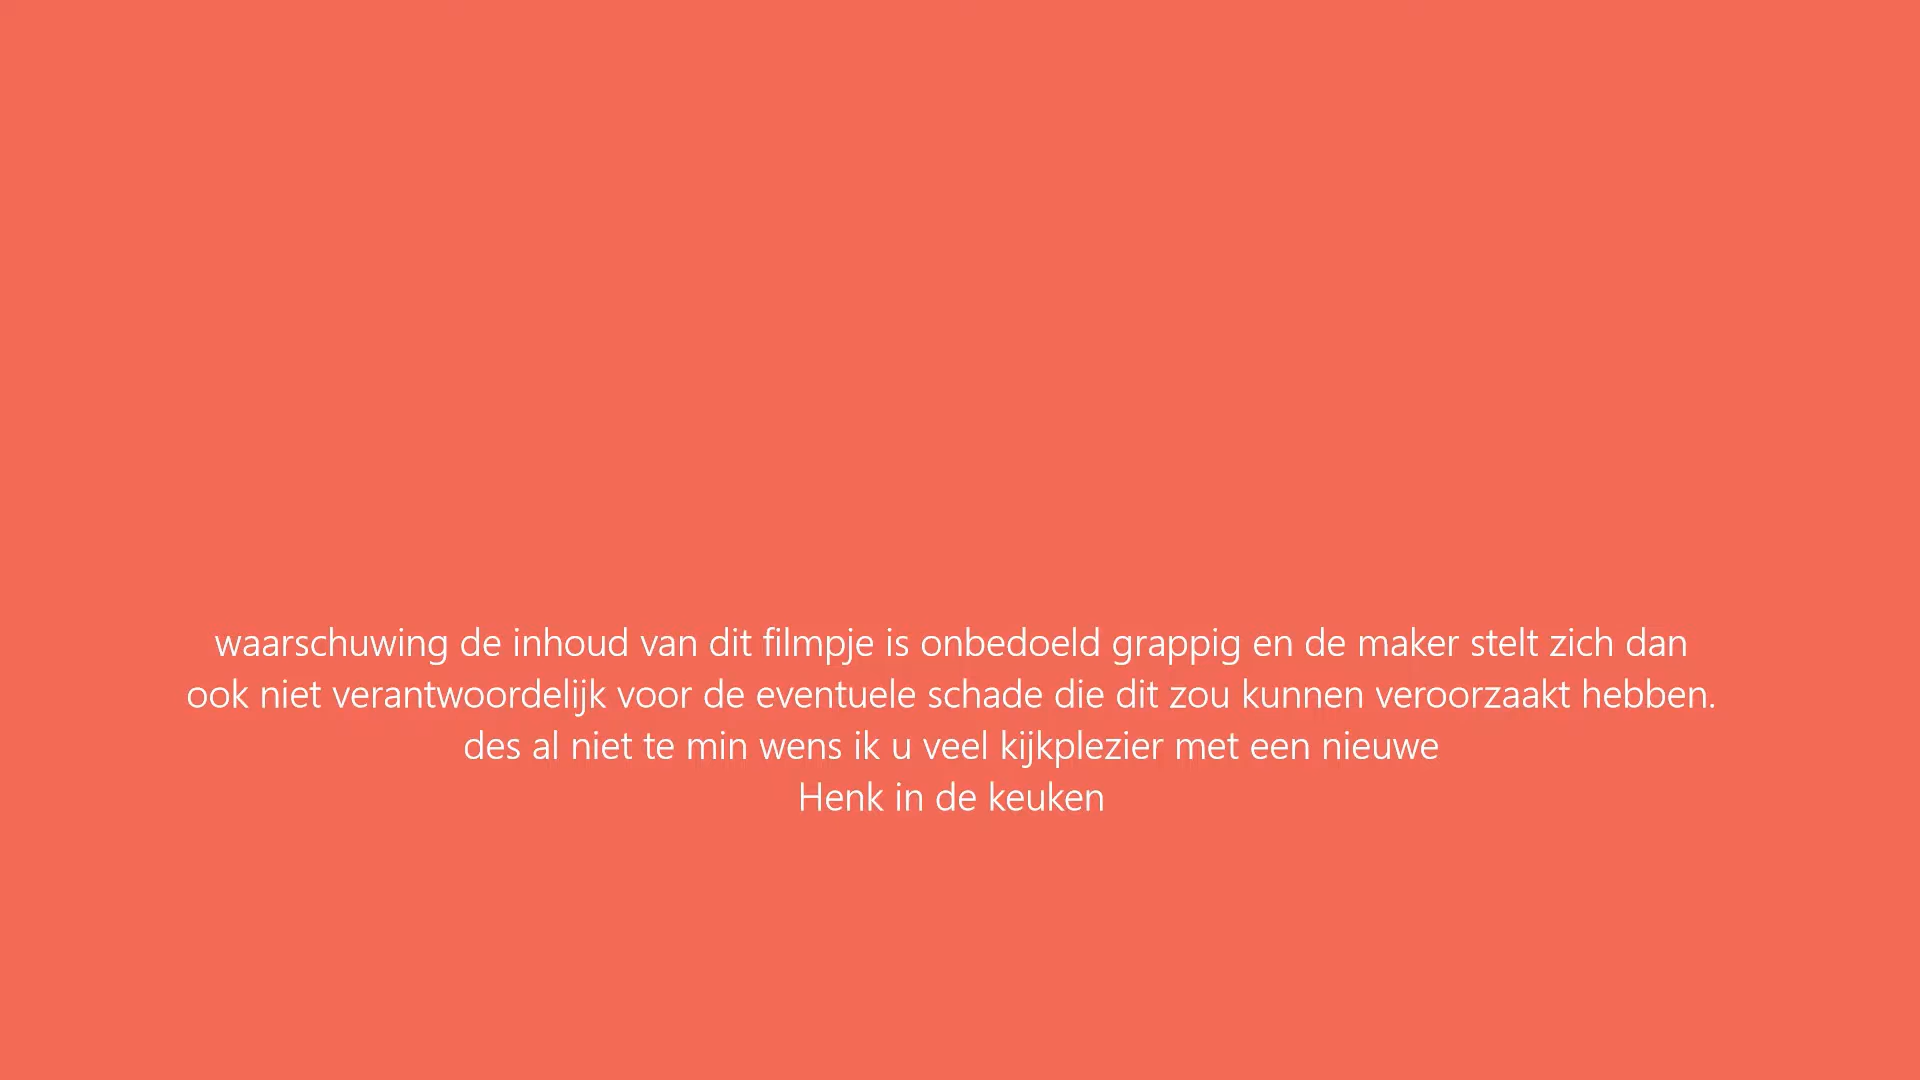 waarschuwing de inhoud van dit filmpje is onbedoeld grappig en de maker stelt zich dan
ook niet verantwoordelijk voor de eventuele schade die dit zou kunnen veroorzaakt hebben.
des al niet te min wens ik u veel kijkplezier met een nieuwe
Henk in de keuken